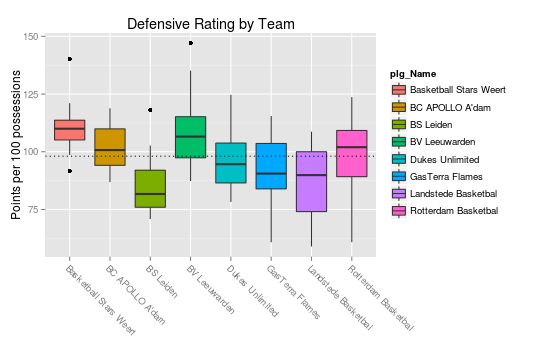 Defensive Rating by Team
Points per 100 possessions
150
125
100
75
Basketball Stars Weert
BC APOLLO A'dam
BS Leiden
BV Leeuwarden
Dukes Unlimited
GasTerra Flames
Landstede Basketbal
Rotterdam Basketbal
plg_Name
Basketball Stars Weert
BC APOLLO A'dam
BS Leiden
BV Leeuwarden
Dukes Unlimited
GasTerra Flames
Landstede Basketbal
Rotterdam Basketbal